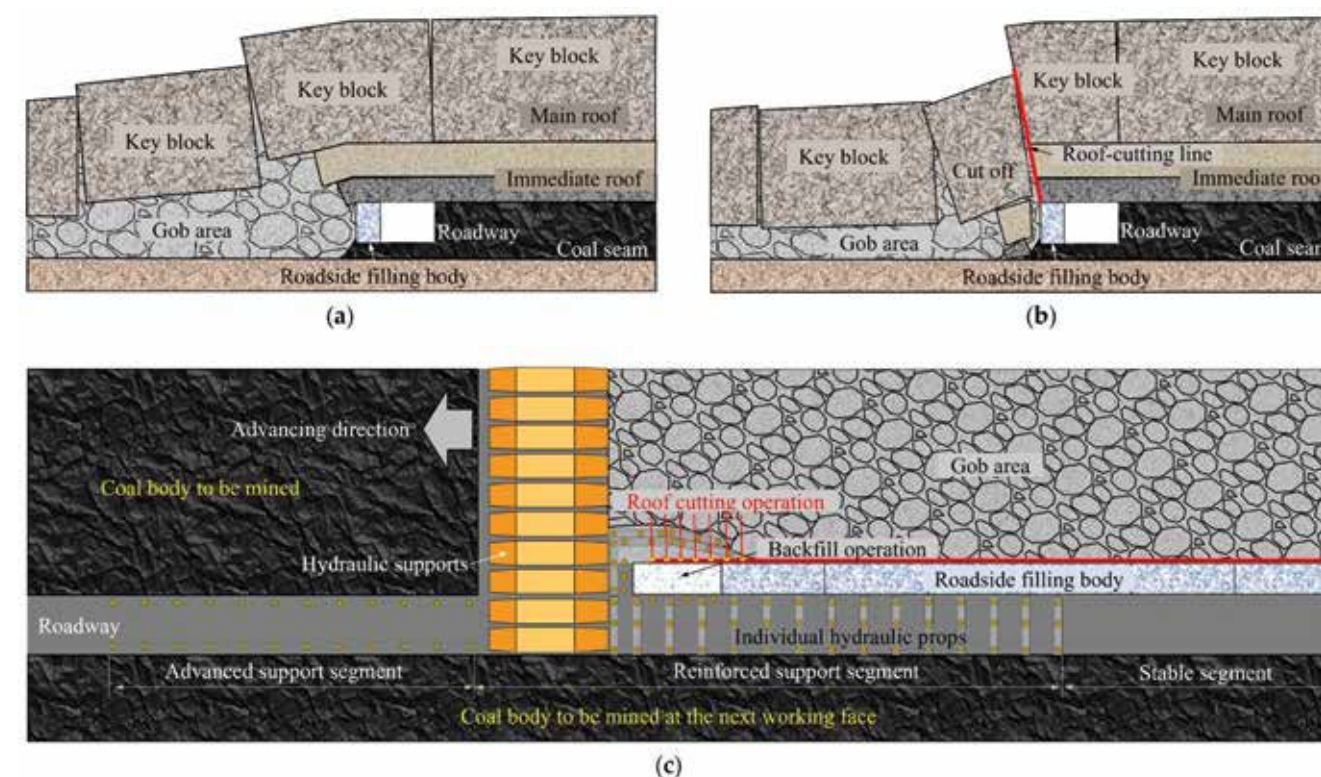 Key block
Key block
Key block
Main roof
Immediate roof
Gob area
Roadway
Coal seam
Roadside filling body
(a)
Key block
Key block
Main roof
Key block
Roof-cutting line
Cut off
Immediate roof
Gob area
Roadway
Coal seam
Roadside filling body
(b)
Advancing direction
Coal body to be mined
Gob area
Roof cutting operation
Backfill operation
Hydraulic supports
Roadside filling body
Roadway
Individual hydraulic props
Advanced support segment
Reinforced support segment
Stable segment
Coal body to be mined at the next working face
(c)